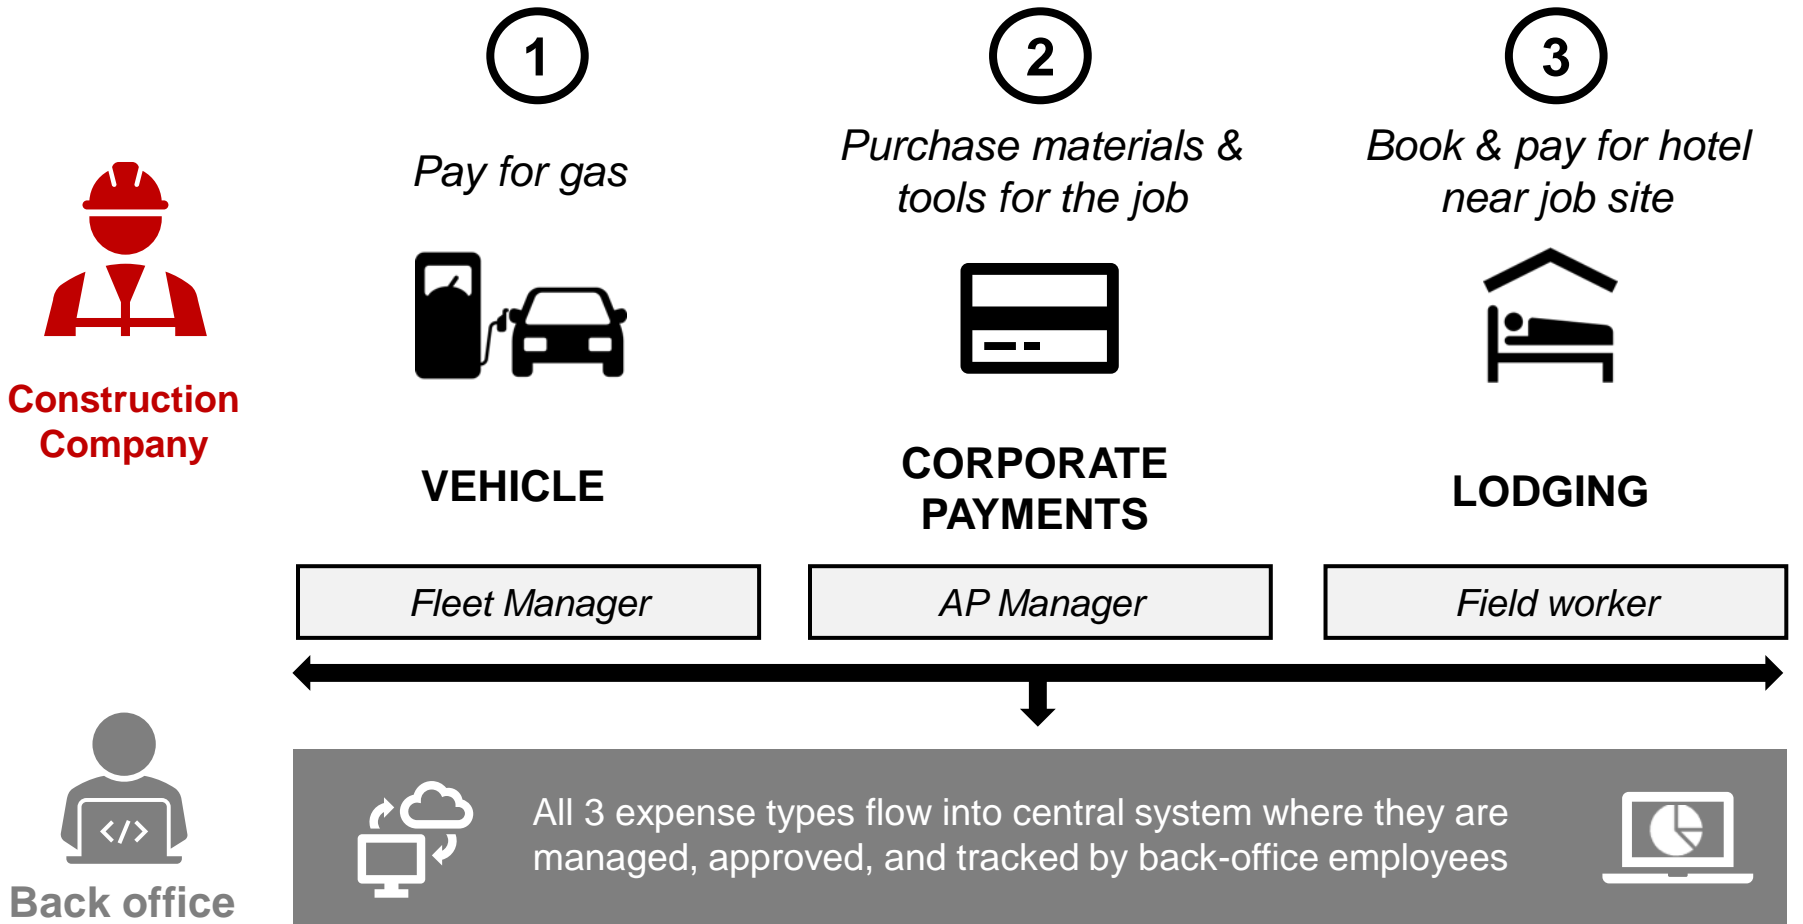 1
2
3
Pay for gas
Purchase materials &
tools for the job
Book & pay for hotel
near job site
Construction
Company
VEHICLE
CORPORATE
PAYMENTS
LODGING
Fleet Manager
AP Manager
Field worker
</>
Back office
All 3 expense types flow into central system where they are
managed, approved, and tracked by back-office employees